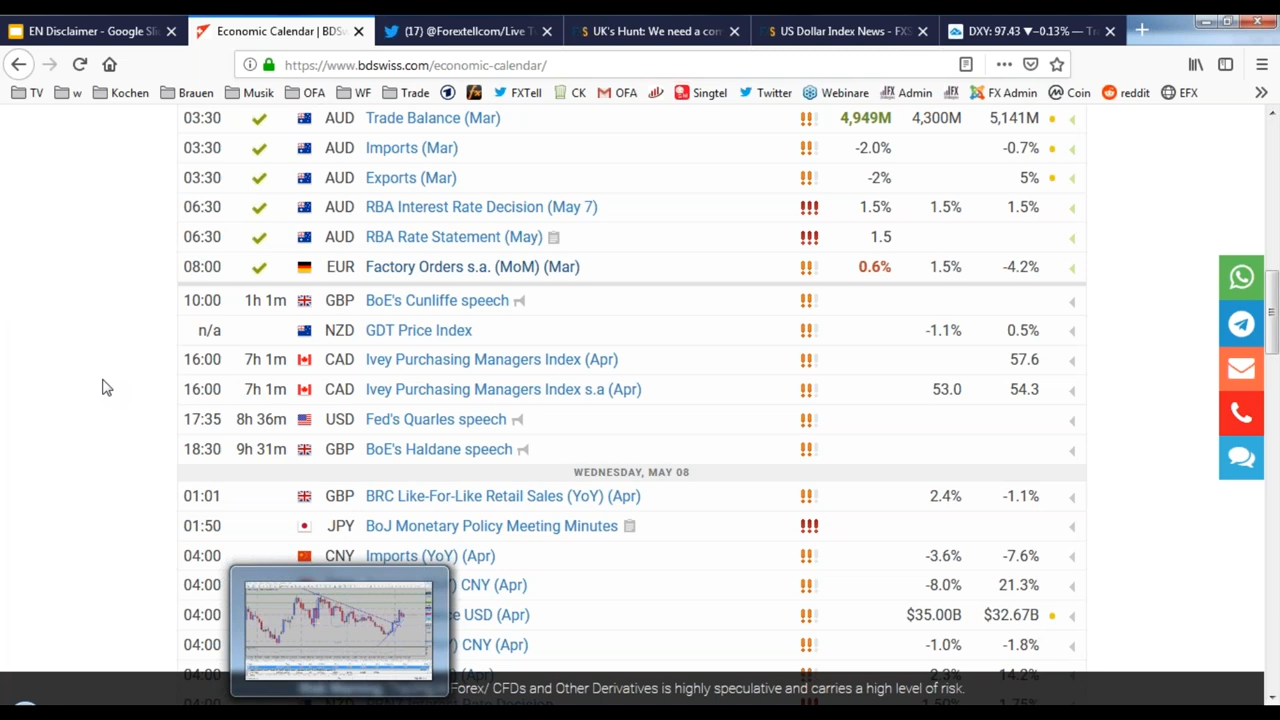 EN Disclaimer - Google Sli
Economic Calendar | BDSw
(17) @Forextellcom/Live T
UK's Hunt: We need a com
US Dollar Index News - FXS
DXY: 97.43 ▼−0.13% — Tr
https://www.bdswiss.com/economic-calendar/
TV w Kochen Brauen Musik OFA WF Trade FXTell CK OFA Singtel Twitter Webinare Admin FX Admin Coin reddit EFX
03:30 AUD Trade Balance (Mar) 4,949M 4,300M 5,141M
03:30 AUD Imports (Mar) -2.0% -0.7%
03:30 AUD Exports (Mar) -2% 5%
06:30 AUD RBA Interest Rate Decision (May 7) 1.5% 1.5% 1.5%
06:30 AUD RBA Rate Statement (May) 1.5
08:00 EUR Factory Orders s.a. (MoM) (Mar) 0.6% 1.5% -4.2%
10:00 1h 1m GBP BoE's Cunliffe speech
n/a NZD GDT Price Index -1.1% 0.5%
16:00 7h 1m CAD Ivey Purchasing Managers Index (Apr) 57.6
16:00 7h 1m CAD Ivey Purchasing Managers Index s.a (Apr) 53.0 54.3
17:35 8h 36m USD Fed's Quarles speech
18:30 9h 31m GBP BoE's Haldane speech
WEDNESDAY, MAY 08
01:01 GBP BRC Like-For-Like Retail Sales (YoY) (Apr) 2.4% -1.1%
01:50 JPY BoJ Monetary Policy Meeting Minutes
04:00 CNY Imports (YoY) (Apr) -3.6% -7.6%
04:00 ) CNY (Apr) -8.0% 21.3%
04:00 ce USD (Apr) $35.00B $32.67B
04:00 ) CNY (Apr) -1.0% -1.8%
04:00 (Apr) 2.3% 14.2%
Forex/ CFDs and Other Derivatives is highly speculative and carries a high level of risk.